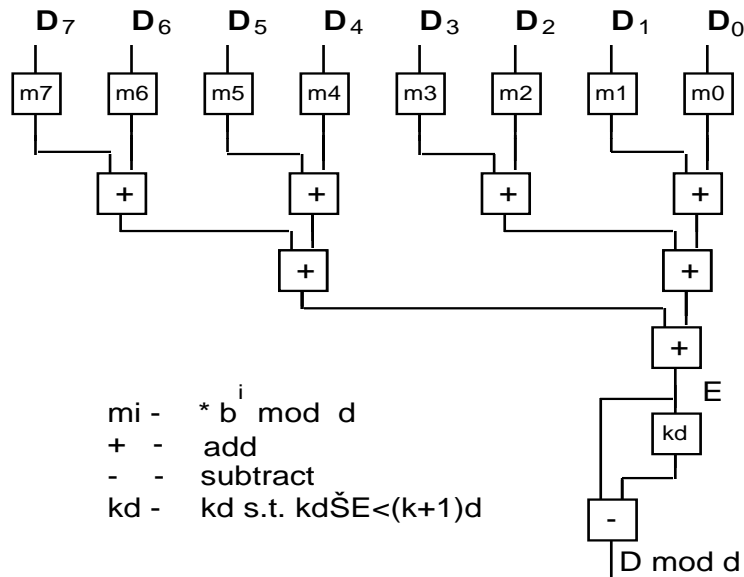 D7 D6 D5 D4 D3 D2 D1 D0
m7 m6 m5 m4 m3 m2 m1 m0
+ + + +
+ +
+
E
mi - * b^i mod d
kd
+ - add
- - subtract
kd - kd s.t. kdŠE<(k+1)d
-
D mod d